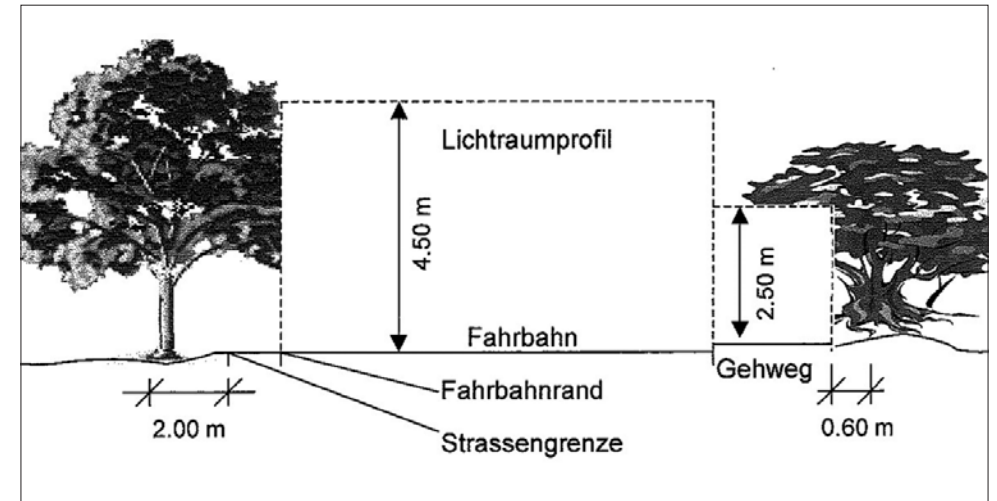 Lichtraumprofil
4.50 m
2.50 m
Fahrbahn
Gehweg
Fahrbahnrand
2.00 m
0.60 m
Strassengrenze